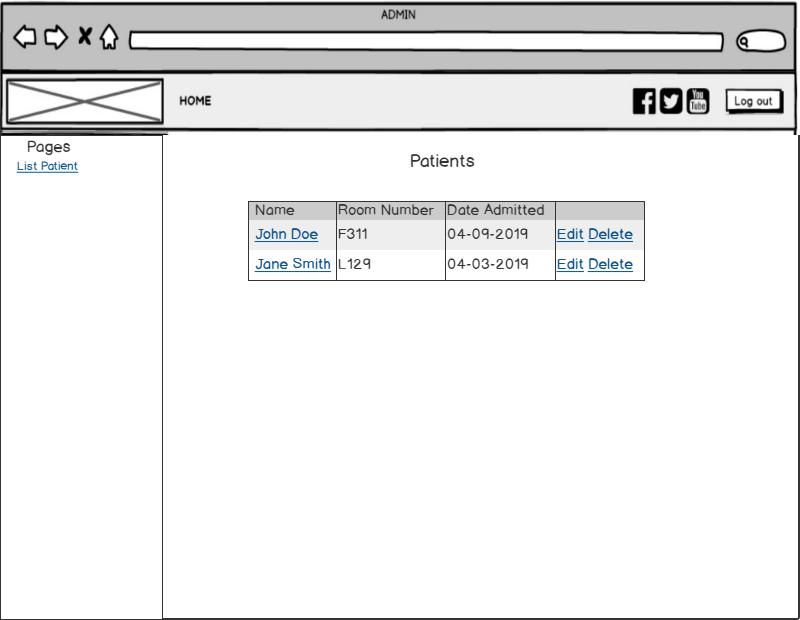 ADMIN
HOME
You
Tube
Log out
Pages
List Patient
Patients
Name Room Number Date Admitted
John Doe F311 04-09-2019 Edit Delete
Jane Smith L129 04-03-2019 Edit Delete